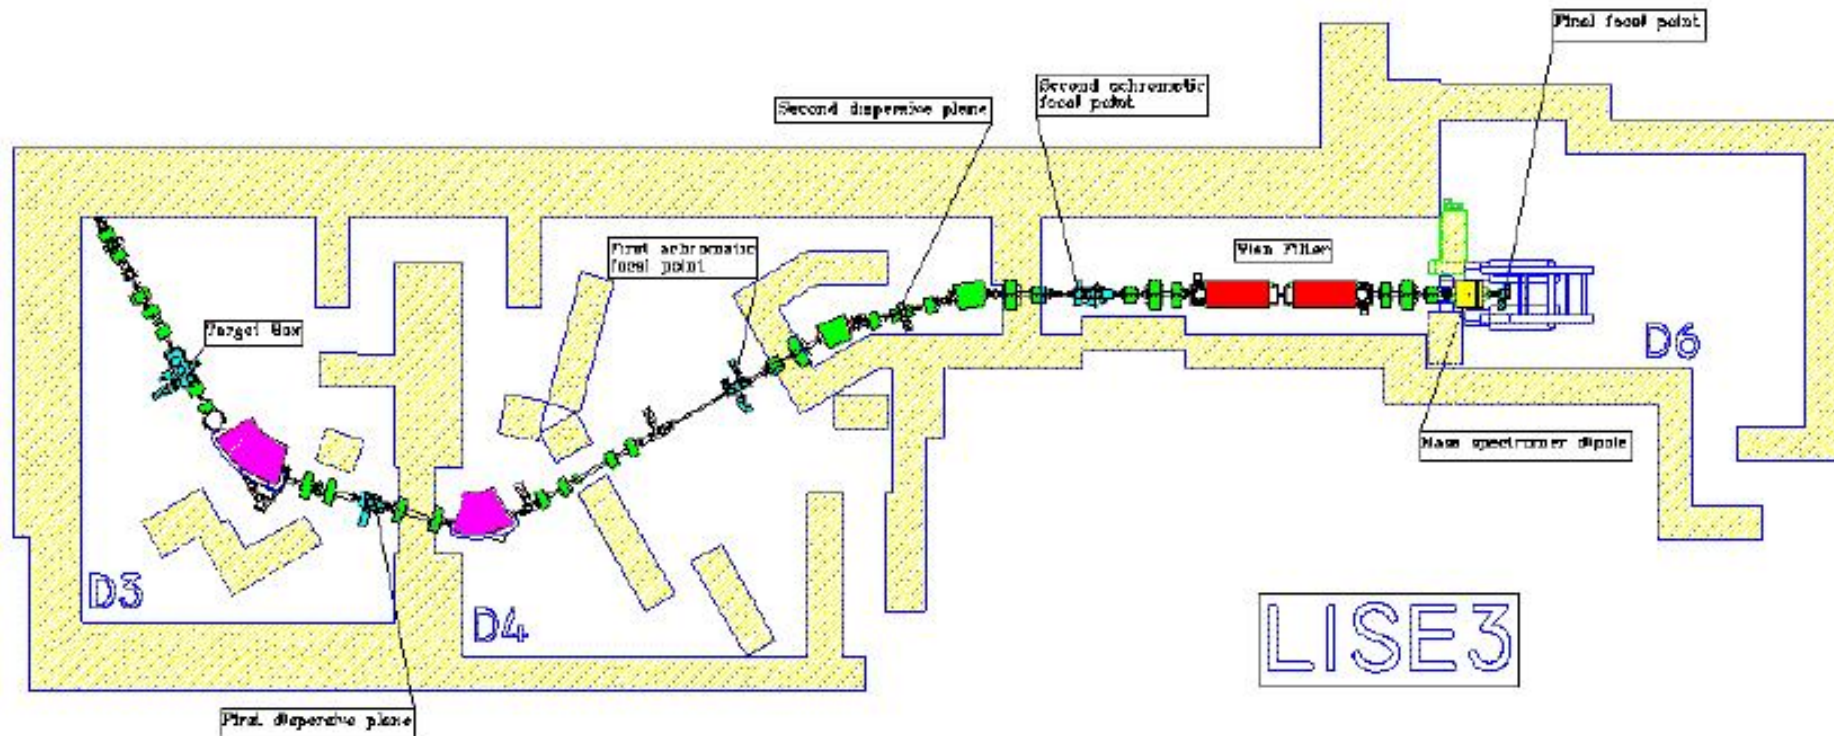 Final focal point
Second achromatic
focal point
Second dispersive plane
First achromatic
focal point
Wien Filter
Target Box
D6
Mass spectromer dipole
D3
D4
LISE3
First dispersive plane